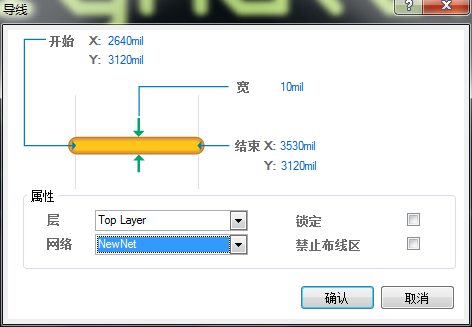 导线
开始 X: 2640mil
Y: 3120mil
宽 10mil
结束 X: 3530mil
Y: 3120mil
属性
层 Top Layer 锁定
网络 NewNet 禁止布线区
确认 取消